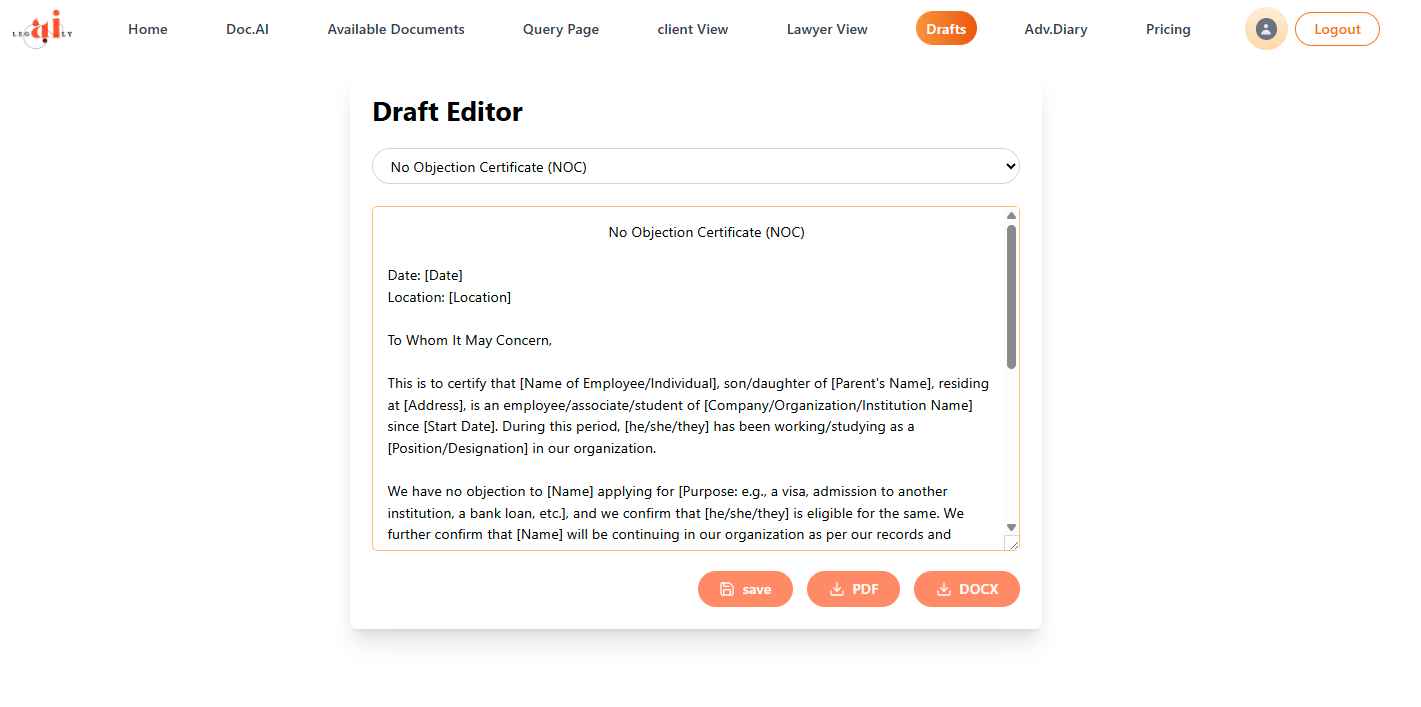 LEGALLY ai
Home
Doc.AI
Available Documents
Query Page
client View
Lawyer View
Drafts
Adv.Diary
Pricing
Logout
Draft Editor
No Objection Certificate (NOC)
No Objection Certificate (NOC)
Date: [Date]
Location: [Location]
To Whom It May Concern,
This is to certify that [Name of Employee/Individual], son/daughter of [Parent's Name], residing
at [Address], is an employee/associate/student of [Company/Organization/Institution Name]
since [Start Date]. During this period, [he/she/they] has been working/studying as a
[Position/Designation] in our organization.
We have no objection to [Name] applying for [Purpose: e.g., a visa, admission to another
institution, a bank loan, etc.], and we confirm that [he/she/they] is eligible for the same. We
further confirm that [Name] will be continuing in our organization as per our records and
save
PDF
DOCX